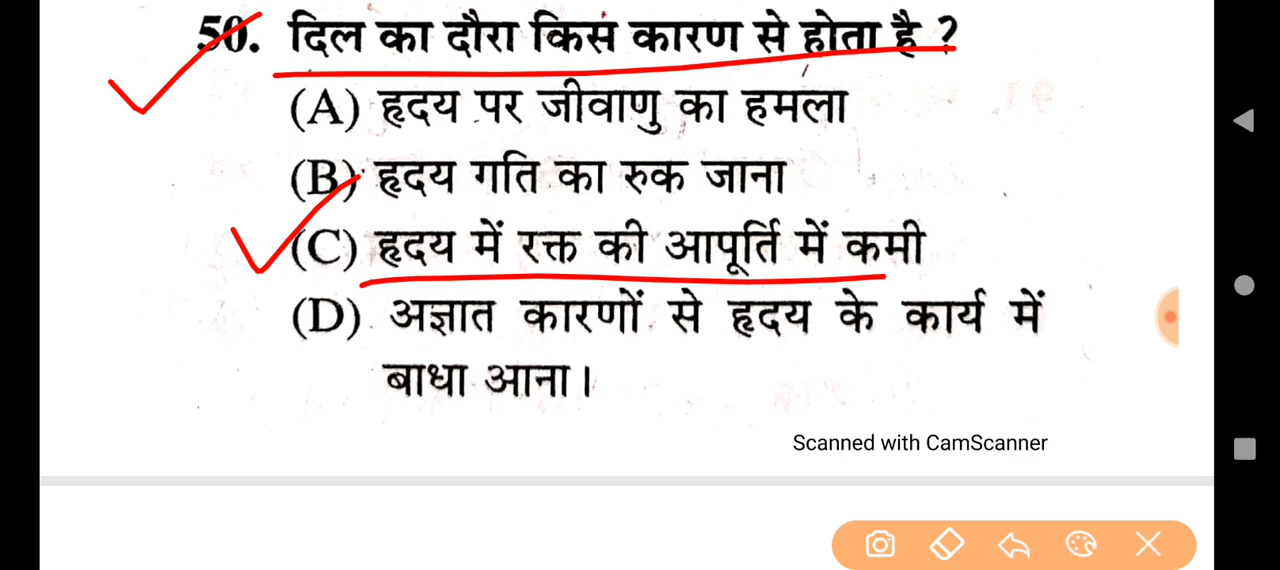 50. दिल का दौरा किस कारण से होता है ?
(A) हृदय पर जीवाणु का हमला
(B) हृदय गति का रुक जाना
(C) हृदय में रक्त की आपूर्ति में कमी
(D) अज्ञात कारणों से हृदय के कार्य में
बाधा आना।
Scanned with CamScanner